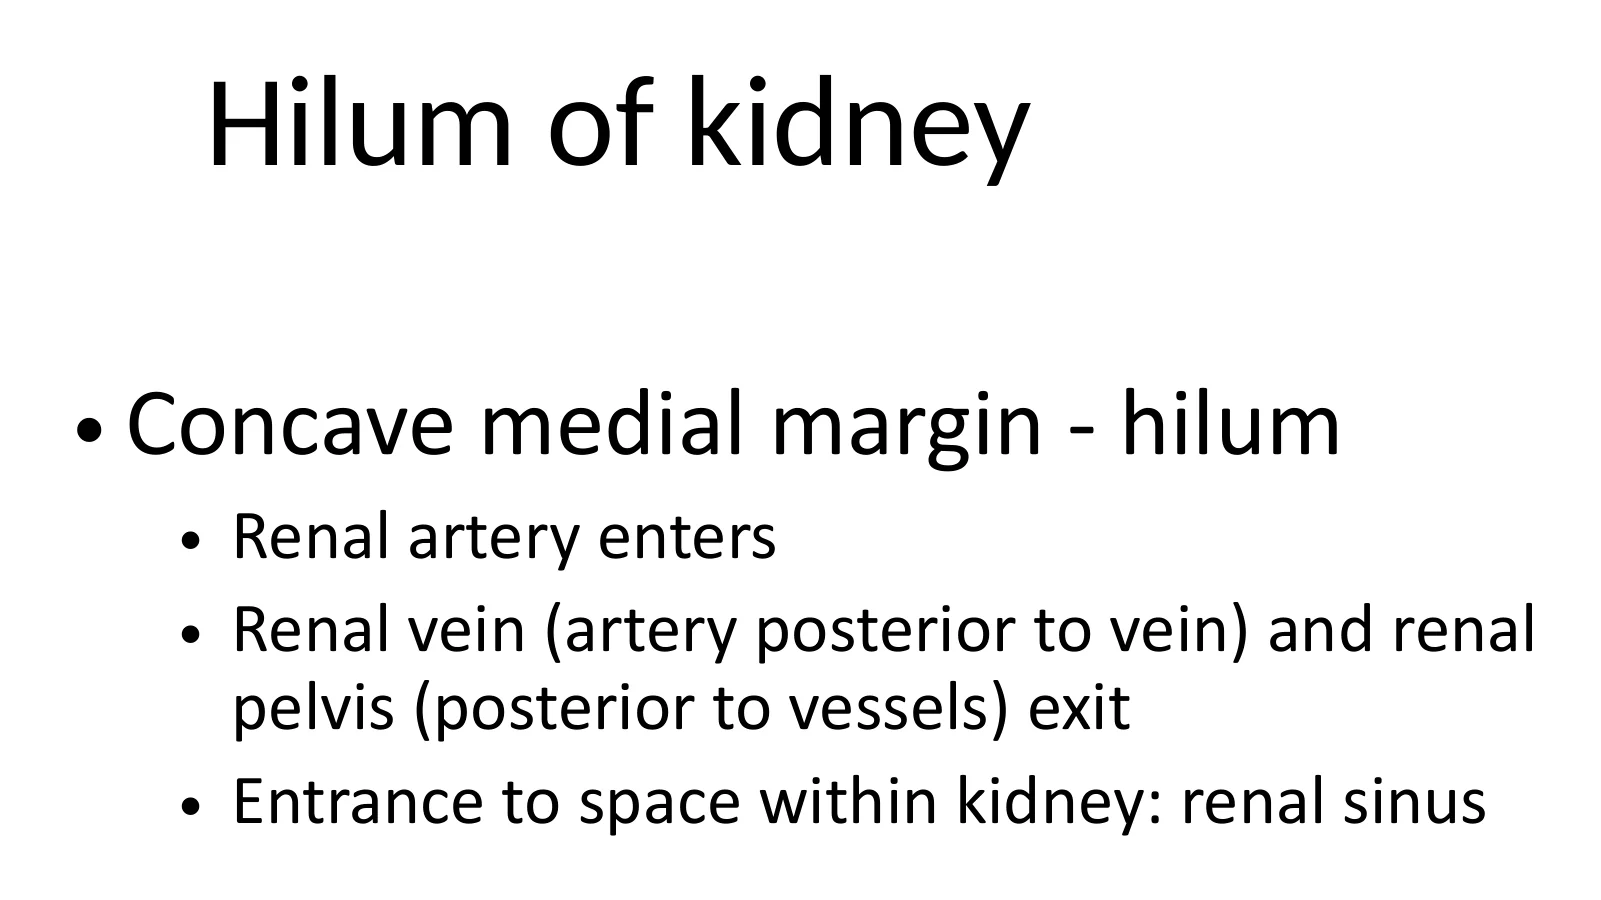 Hilum of kidney
• Concave medial margin - hilum
• Renal artery enters
• Renal vein (artery posterior to vein) and renal
pelvis (posterior to vessels) exit
• Entrance to space within kidney: renal sinus